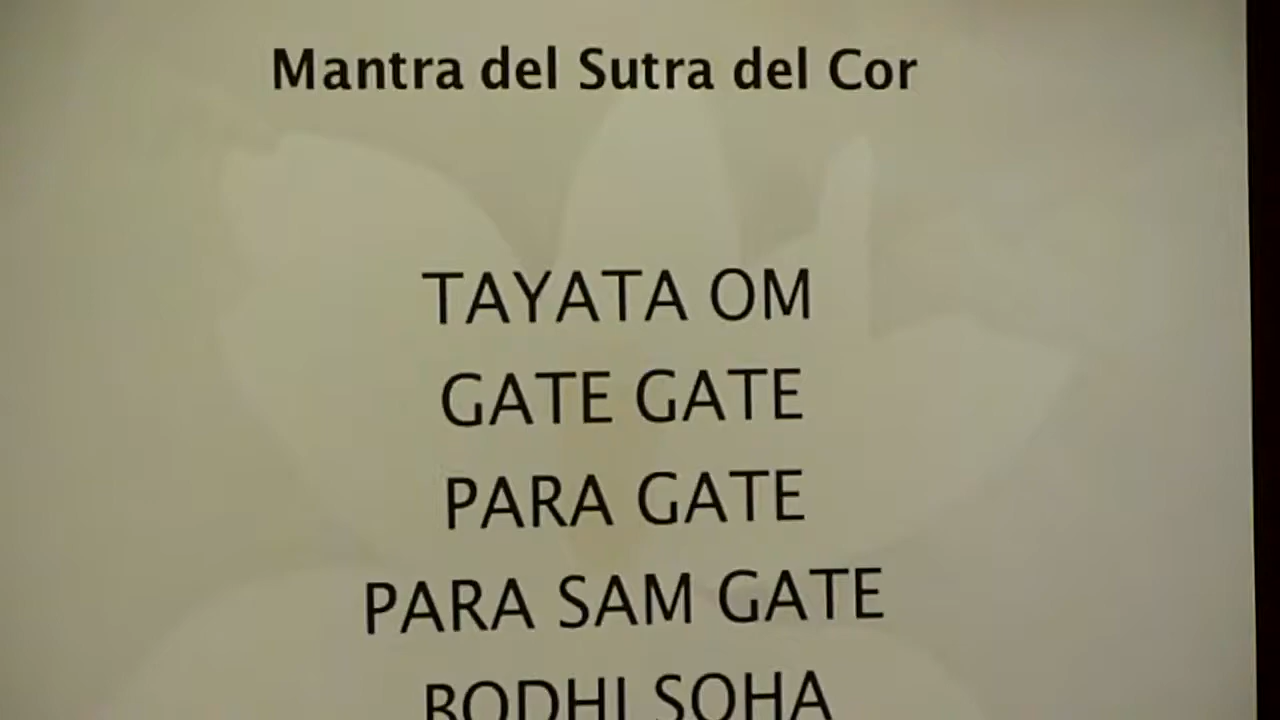 Mantra del Sutra del Cor
TAYATA OM
GATE GATE
PARA GATE
PARA SAM GATE
BODHI SOHA